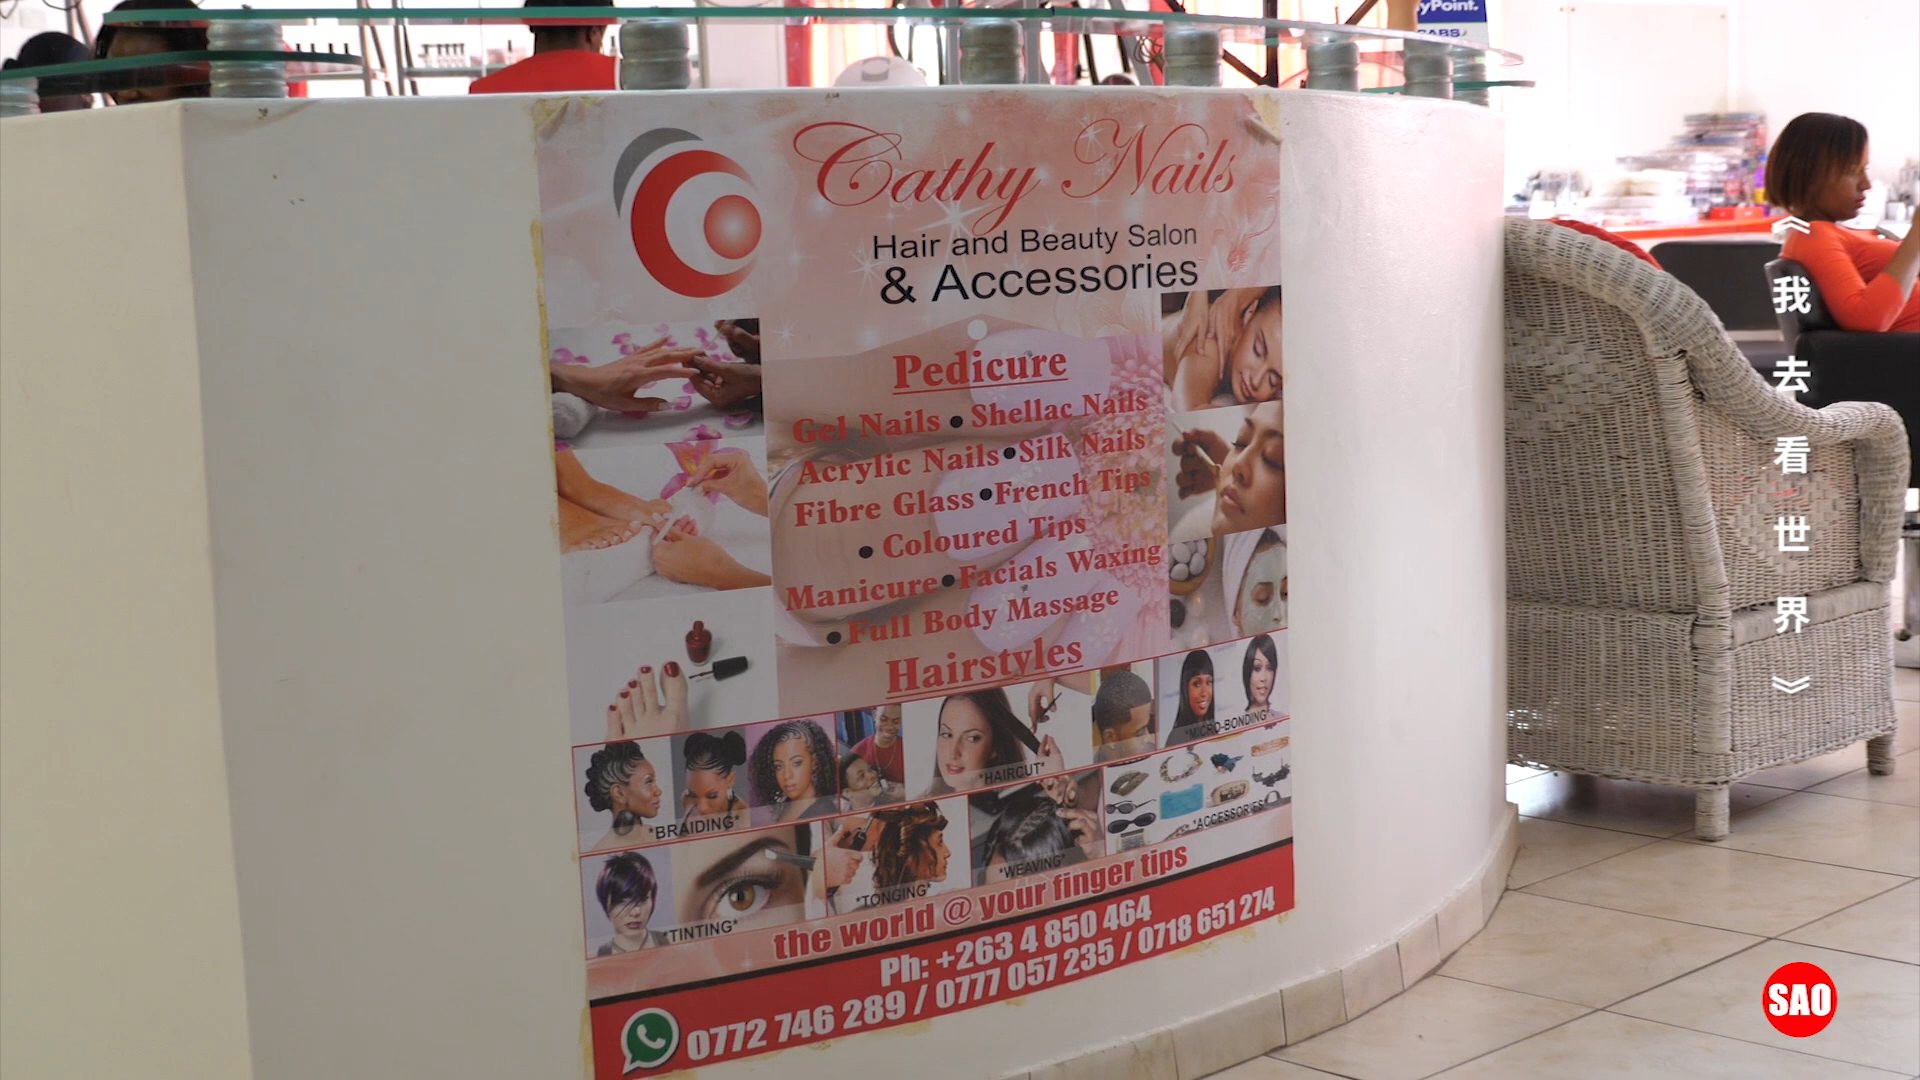 yPoint.
Cathy Nails
Hair and Beauty Salon
& Accessories
Pedicure
Gel Nails • Shellac Nails
Acrylic Nails • Silk Nails
Fibre Glass • French Tips
• Coloured Tips
Manicure • Facials Waxing
• Full Body Massage
Hairstyles
*MICRO-BONDING*
*HAIRCUT*
*BRAIDING*
*ACCESSORIES*
*WEAVING*
*TONGING*
*TINTING*
the world @ your finger tips
Ph: +263 4 850 464
0772 746 289 / 0777 057 235 / 0718 651 274
《我去看世界》
SAO